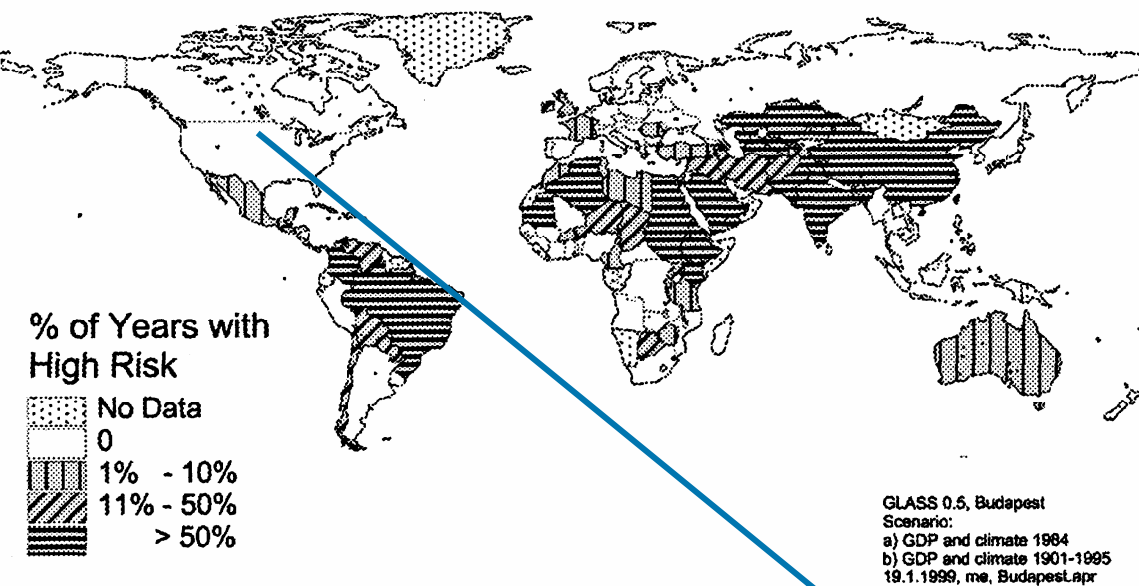 % of Years with
High Risk
No Data
0
1% - 10%
11% - 50%
> 50%
GLASS 0.5, Budapest
Scenario:
a) GDP and climate 1984
b) GDP and climate 1901-1995
19.1.1999, me, Budapest.apr